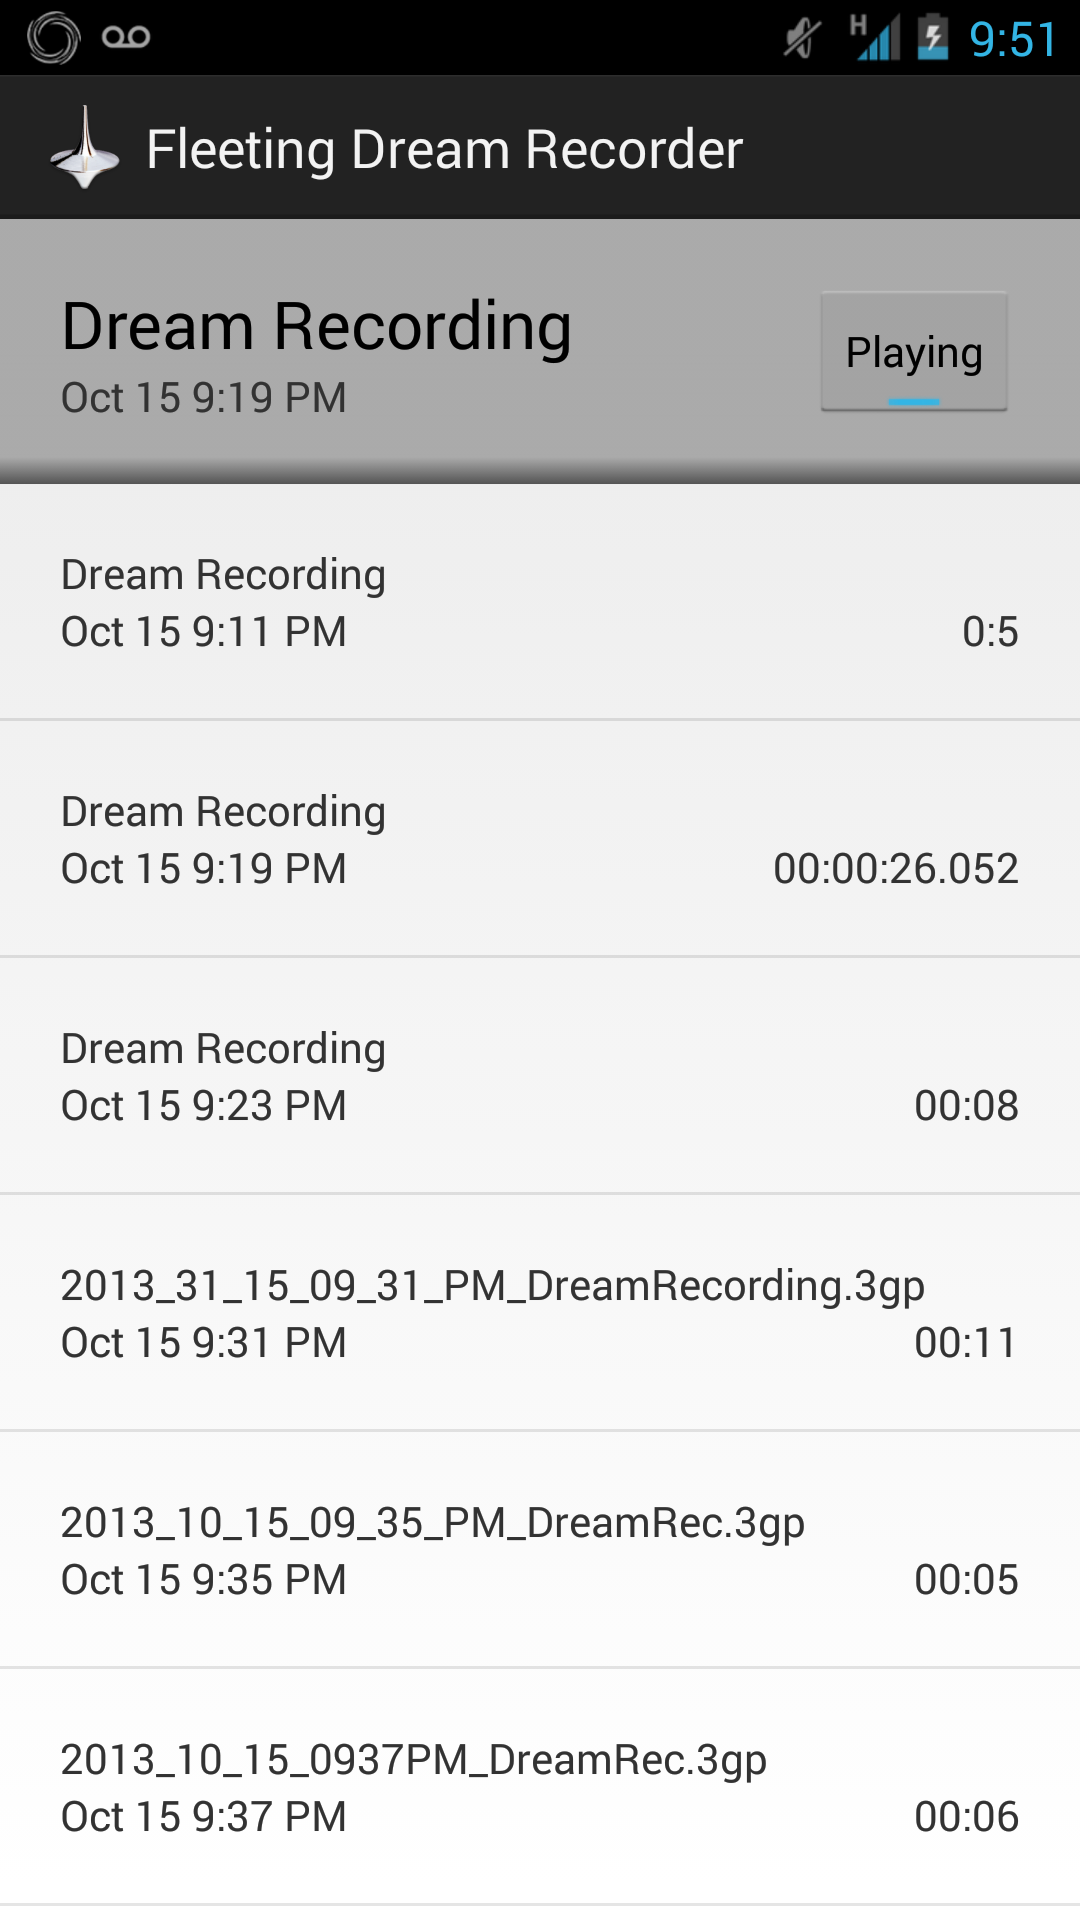 H 9:51
Fleeting Dream Recorder
Dream Recording
Oct 15 9:19 PM
Playing
Dream Recording
Oct 15 9:11 PM 0:5
Dream Recording
Oct 15 9:19 PM 00:00:26.052
Dream Recording
Oct 15 9:23 PM 00:08
2013_31_15_09_31_PM_DreamRecording.3gp
Oct 15 9:31 PM 00:11
2013_10_15_09_35_PM_DreamRec.3gp
Oct 15 9:35 PM 00:05
2013_10_15_0937PM_DreamRec.3gp
Oct 15 9:37 PM 00:06